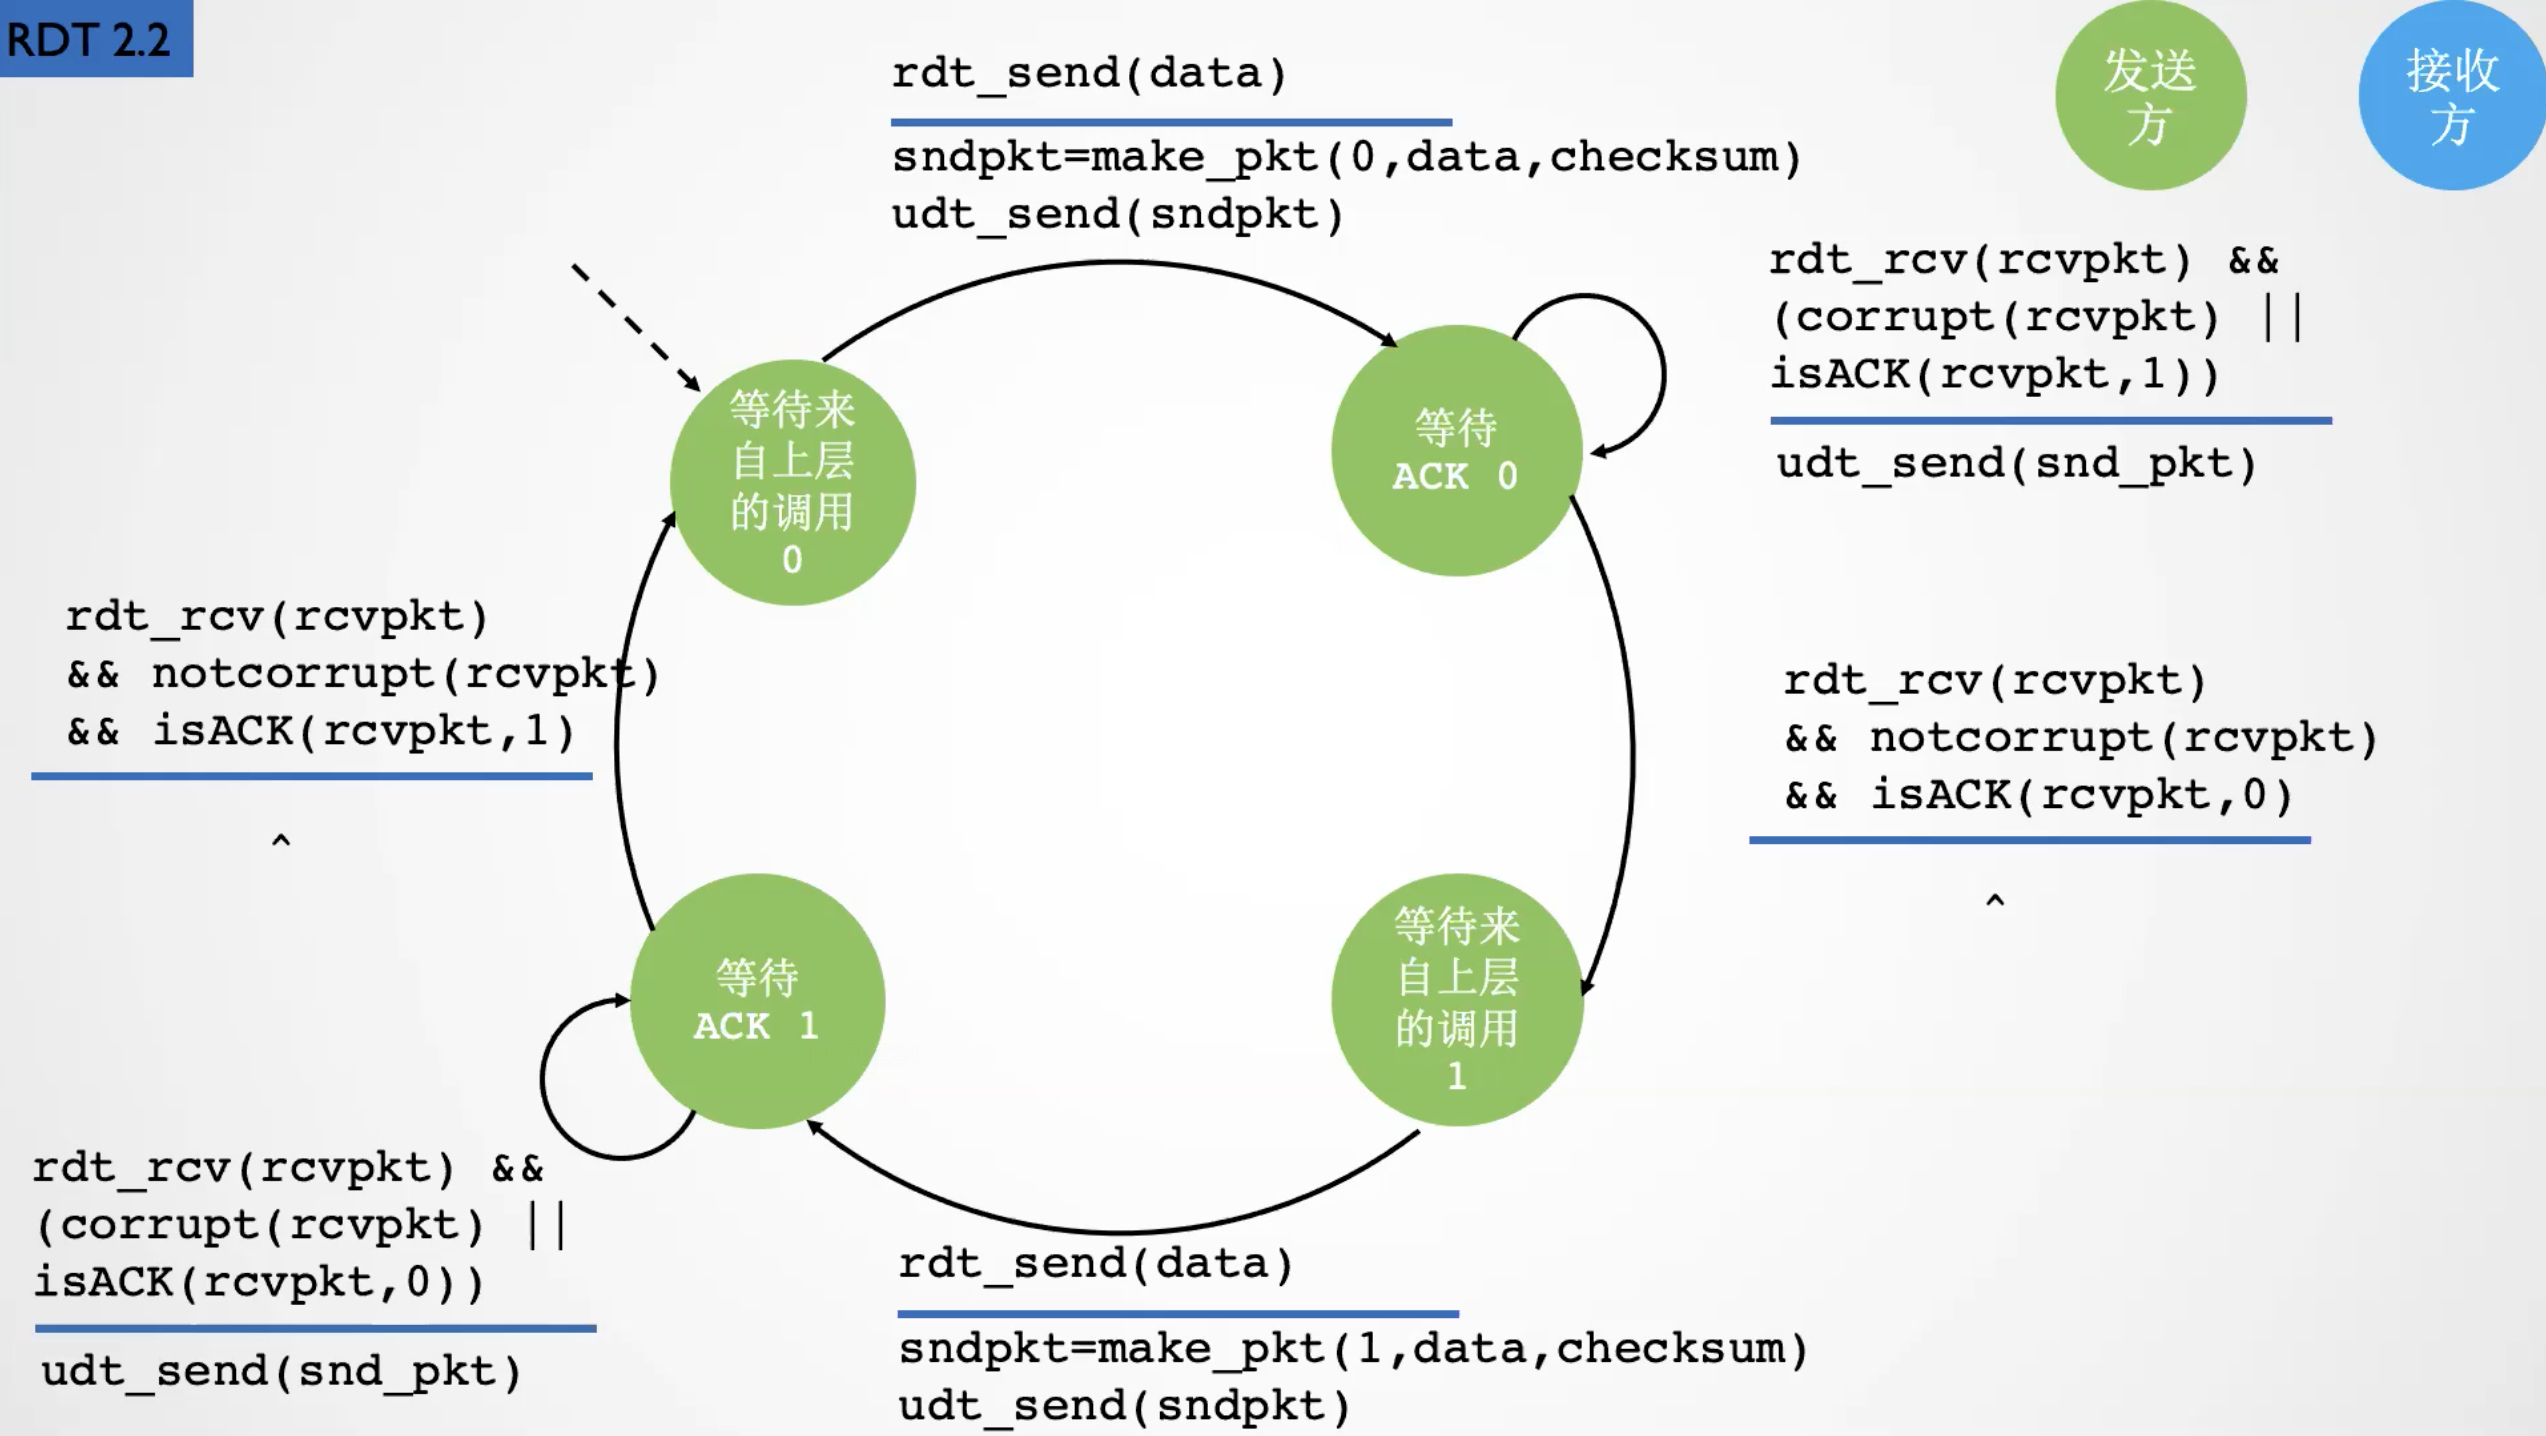 RDT 2.2
发送
方
接收
方
rdt_send(data)
sndpkt=make_pkt(0,data,checksum)
udt_send(sndpkt)
rdt_rcv(rcvpkt) &&
(corrupt(rcvpkt) ||
isACK(rcvpkt,1))
udt_send(snd_pkt)
等待来
自上层
的调用
0
等待
ACK 0
rdt_rcv(rcvpkt)
&& notcorrupt(rcvpkt)
&& isACK(rcvpkt,1)
^
rdt_rcv(rcvpkt)
&& notcorrupt(rcvpkt)
&& isACK(rcvpkt,0)
^
等待
ACK 1
等待来
自上层
的调用
1
rdt_rcv(rcvpkt) &&
(corrupt(rcvpkt) ||
isACK(rcvpkt,0))
udt_send(snd_pkt)
rdt_send(data)
sndpkt=make_pkt(1,data,checksum)
udt_send(sndpkt)